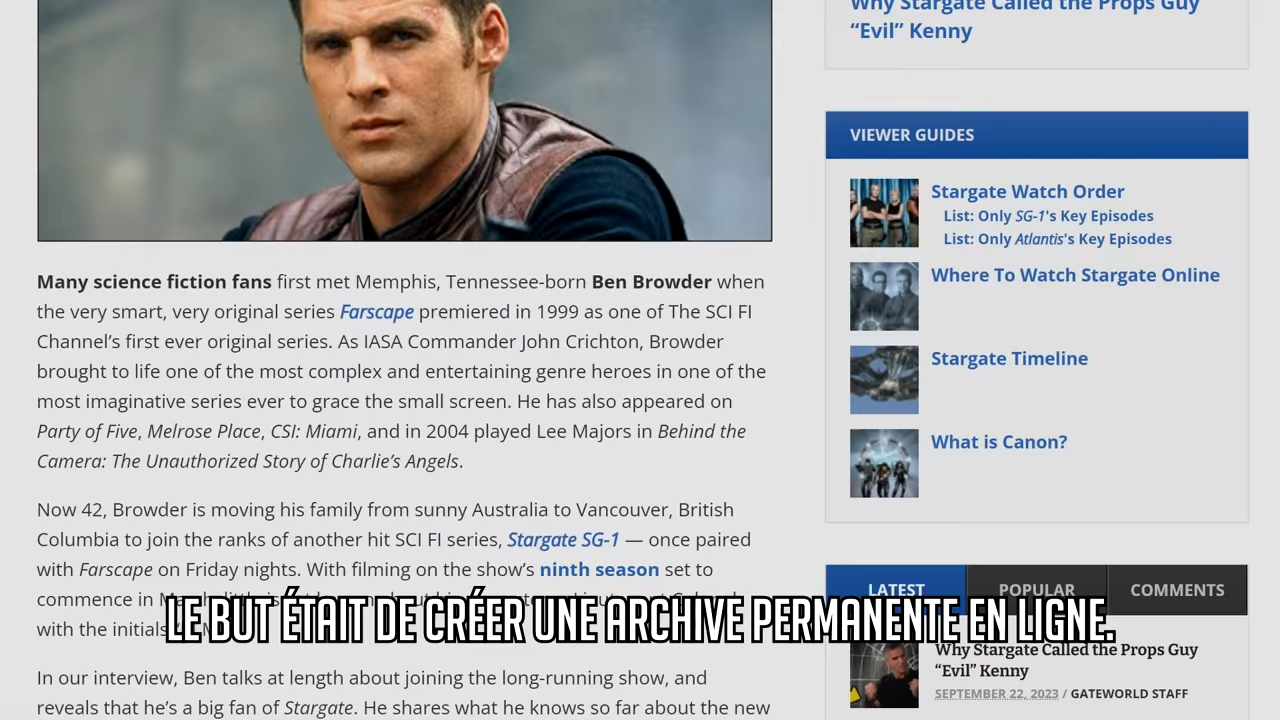 Why Stargate Called the Props Guy
“Evil” Kenny
VIEWER GUIDES
Stargate Watch Order
List: Only SG-1's Key Episodes
List: Only Atlantis's Key Episodes
Where To Watch Stargate Online
Stargate Timeline
What is Canon?
Many science fiction fans first met Memphis, Tennessee-born Ben Browder when
the very smart, very original series Farscape premiered in 1999 as one of The SCI FI
Channel’s first ever original series. As IASA Commander John Crichton, Browder
brought to life one of the most complex and entertaining genre heroes in one of the
most imaginative series ever to grace the small screen. He has also appeared on
Party of Five, Melrose Place, CSI: Miami, and in 2004 played Lee Majors in Behind the
Camera: The Unauthorized Story of Charlie’s Angels.
Now 42, Browder is moving his family from sunny Australia to Vancouver, British
Columbia to join the ranks of another hit SCI FI series, Stargate SG-1 — once paired
with Farscape on Friday nights. With filming on the show’s ninth season set to
commence in
with the initials
In our interview, Ben talks at length about joining the long-running show, and
reveals that he’s a big fan of Stargate. He shares what he knows so far about the new
LE BUT ÉTAIT DE CRÉER UNE ARCHIVE PERMANENTE EN LIGNE.
LATEST
POPULAR
COMMENTS
Why Stargate Called the Props Guy
“Evil” Kenny
SEPTEMBER 22, 2023 / GATEWORLD STAFF